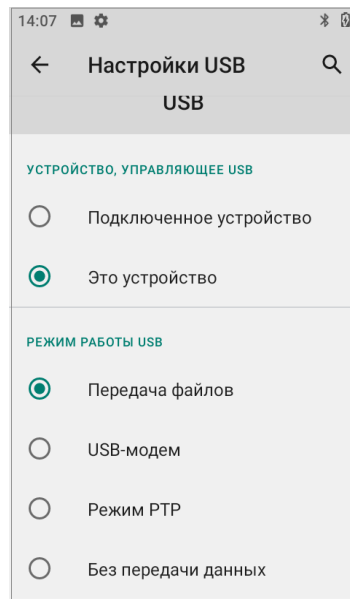 14:07
Настройки USB
USB
УСТРОЙСТВО, УПРАВЛЯЮЩЕЕ USB
Подключенное устройство
Это устройство
РЕЖИМ РАБОТЫ USB
Передача файлов
USB-модем
Режим PTP
Без передачи данных